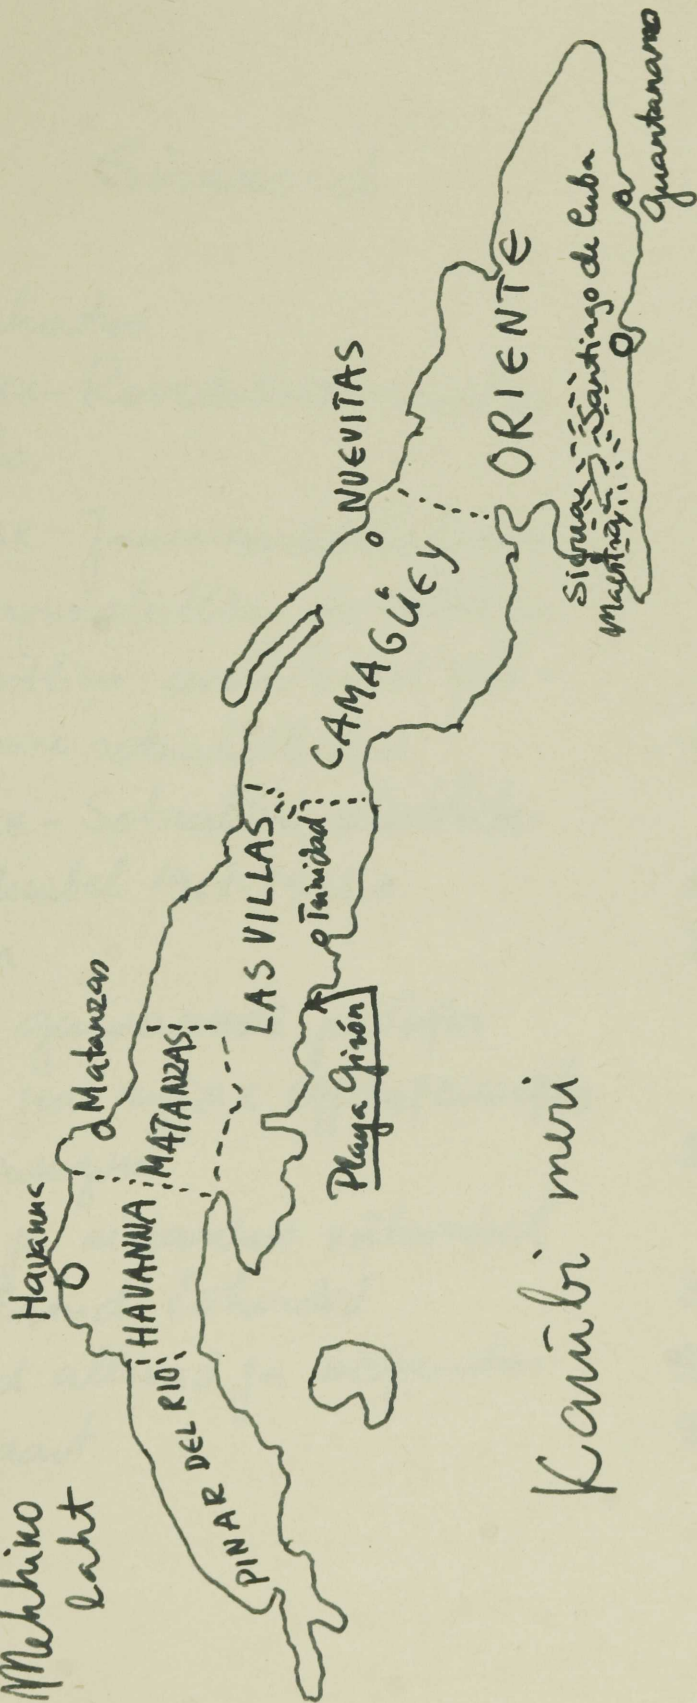 Mehhiko
laht
Havanna
Matanzas
PINAR DEL RIO
HAVANNA
MATANZAS
LAS VILLAS
Trinidad
Playa Girón
CAMAGÜEY
NUEVITAS
ORIENTE
Sierra
Maestra
Santiago de Cuba
Guantanamo
Kariibi meri